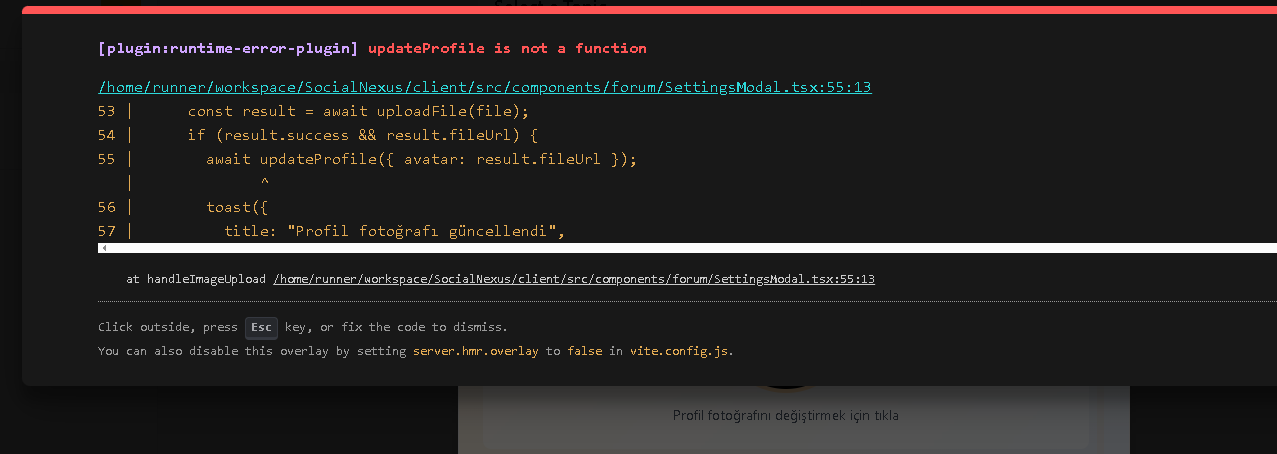 Select a Topic
[plugin:runtime-error-plugin] updateProfile is not a function
/home/runner/workspace/SocialNexus/client/src/components/forum/SettingsModal.tsx:55:13
53 |      const result = await uploadFile(file);
54 |      if (result.success && result.fileUrl) {
55 |        await updateProfile({ avatar: result.fileUrl });
   |              ^
56 |        toast({
57 |          title: "Profil fotoğrafı güncellendi",
at handleImageUpload /home/runner/workspace/SocialNexus/client/src/components/forum/SettingsModal.tsx:55:13
Click outside, press Esc key, or fix the code to dismiss.
You can also disable this overlay by setting server.hmr.overlay to false in vite.config.js.
Profil fotoğrafını değiştirmek için tıkla